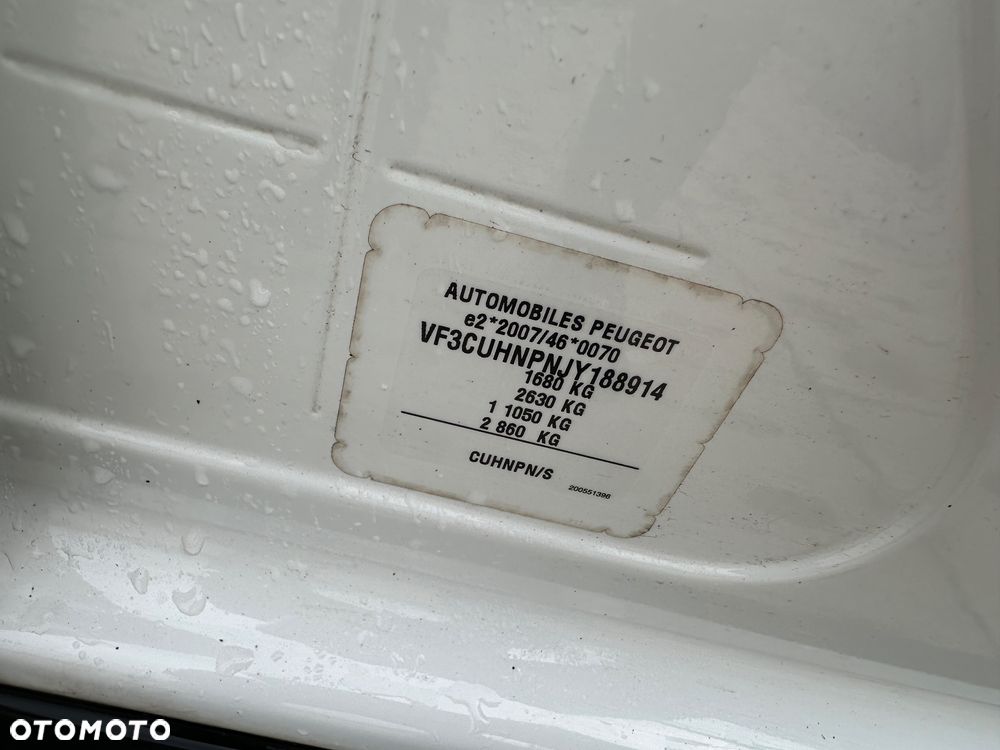 AUTOMOBILES PEUGEOT
e2*2007/46*0070
VF3CUHNPNJY188914
1680 KG
2630 KG
1 1050 KG
2 860 KG
CUHNPN/S
200551396
OTOMOTO